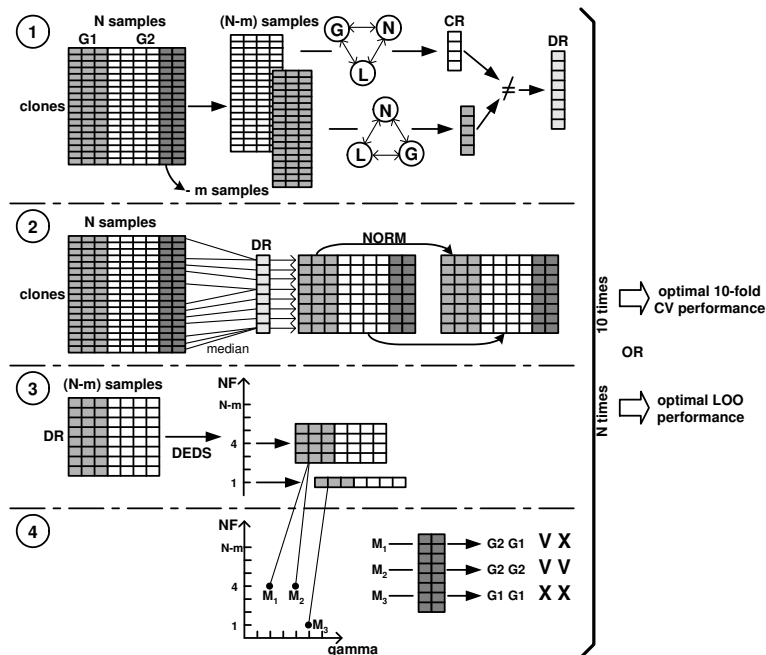 1
N samples
G1 G2
clones
- m samples
(N-m) samples
G N
L
N
L G
CR
≠
DR
2
N samples
clones
median
DR
NORM
3
(N-m) samples
DR
DEDS
NF
N-m
4
1
4
NF
N-m
4
1
M1 M2
M3
gamma
M1 G2 G1 V X
M2 G2 G2 V V
M3 G1 G1 X X
10 times
optimal 10-fold
CV performance
OR
N times
optimal LOO
performance